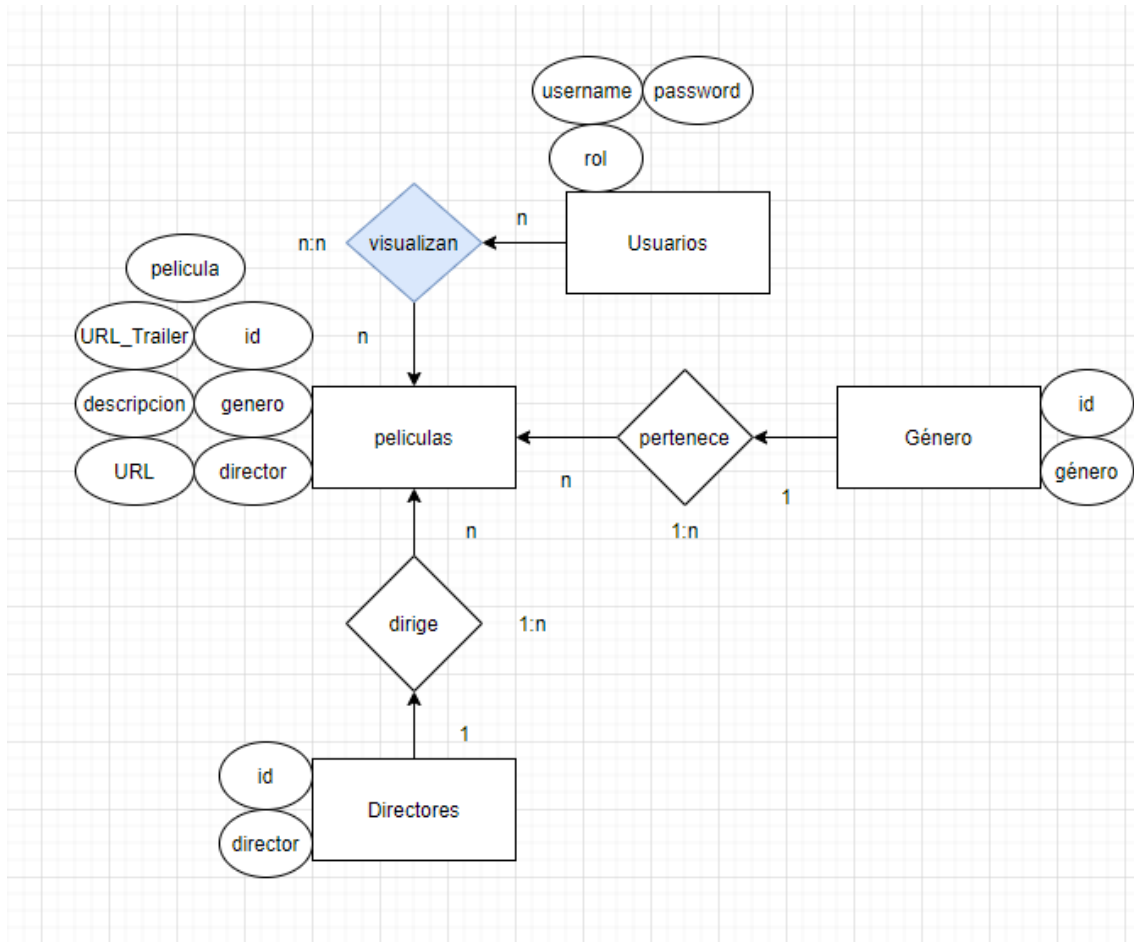 username password
rol
n
Usuarios
n:n
visualizan
pelicula
URL_Trailer id
n
descripcion genero
peliculas
pertenece
Género
id
URL director
n
1
género
n
1:n
dirige
1:n
1
id
Directores
director